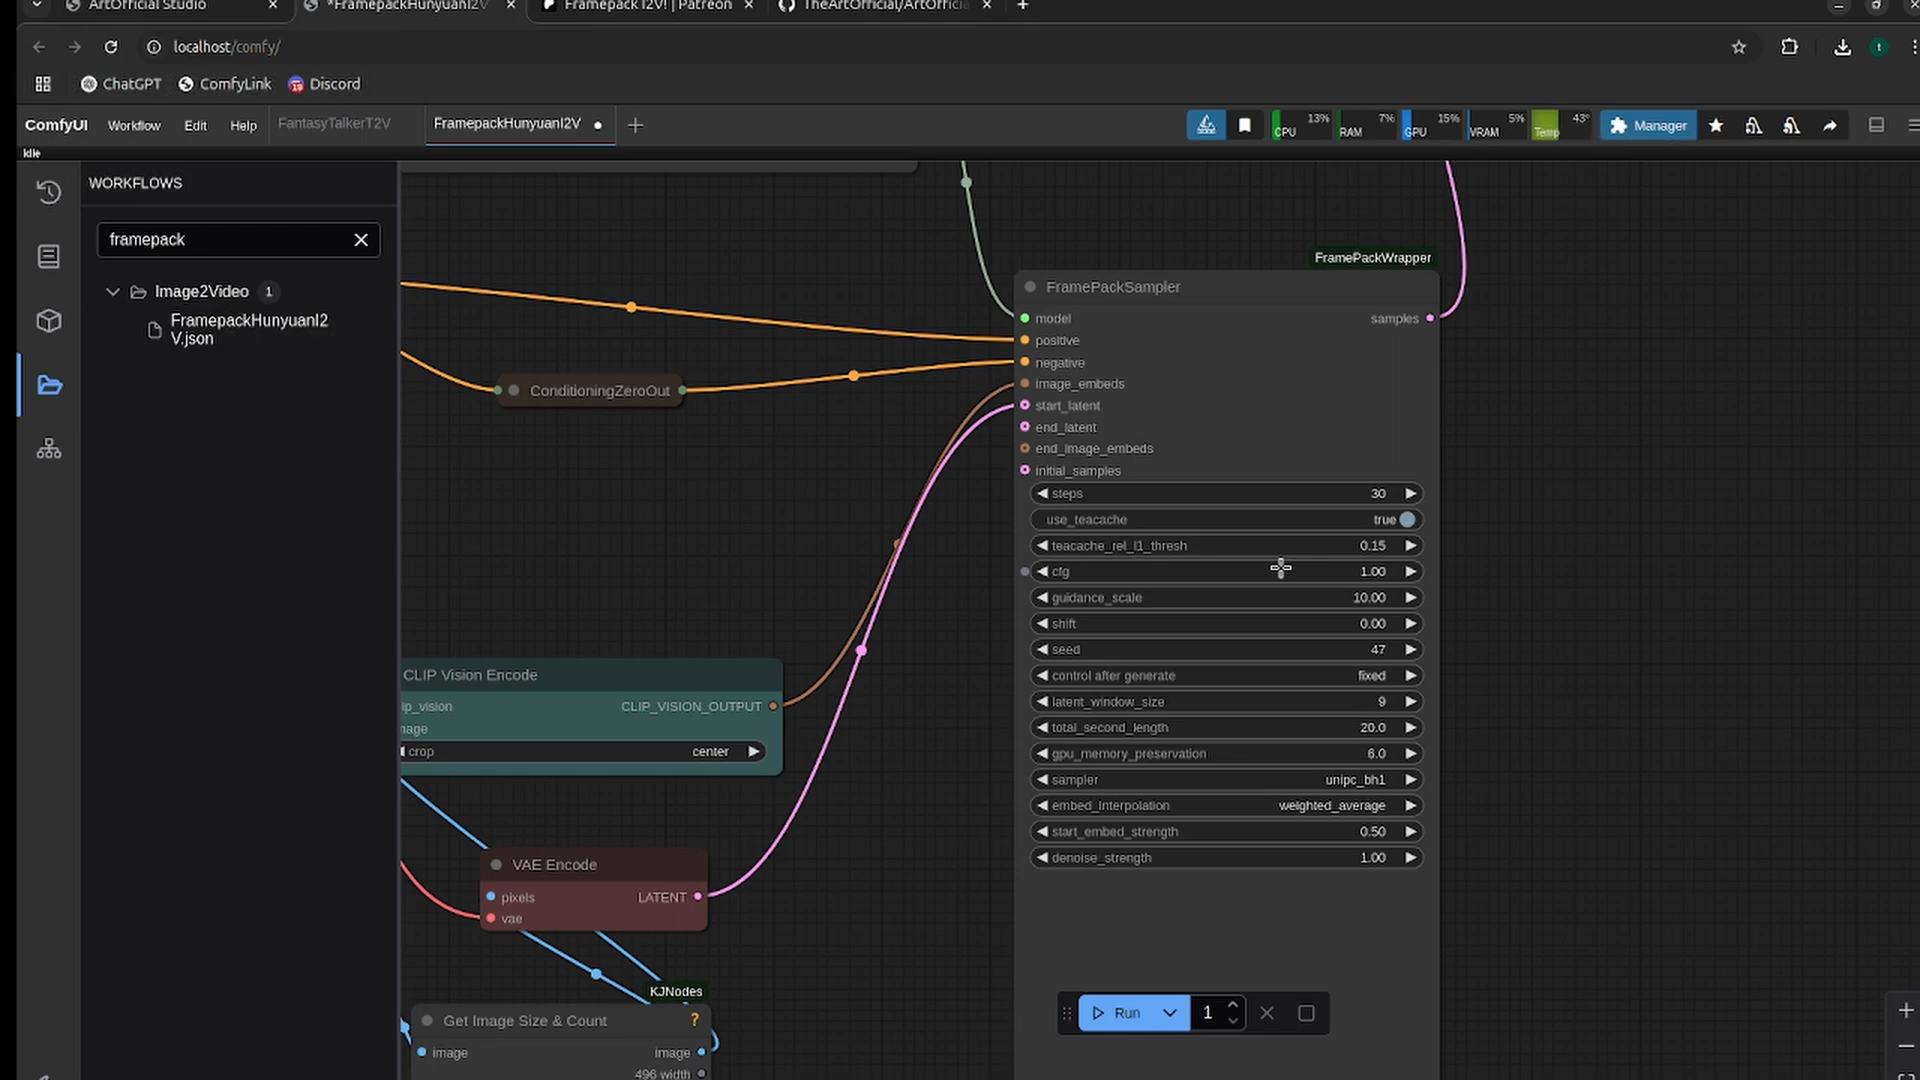 ArtOfficial Studio
*FramepackHunyuanI2V
Framepack I2V! | Patreon
TheArtOfficial/ArtOfficia
localhost/comfy/
t
ChatGPT
ComfyLink
Discord
ComfyUI
Workflow
Edit
Help
FantasyTalkerT2V
FramepackHunyuanI2V
CPU 13%
RAM 7%
GPU 15%
VRAM 5%
Temp 43°
Manager
Idle
WORKFLOWS
framepack
Image2Video 1
FramepackHunyuanI2
V.json
FramePackWrapper
FramePackSampler
model
samples
positive
negative
image_embeds
start_latent
end_latent
end_image_embeds
initial_samples
steps 30
use_teacache true
teacache_rel_l1_thresh 0.15
cfg 1.00
guidance_scale 10.00
shift 0.00
seed 47
control after generate fixed
latent_window_size 9
total_second_length 20.0
gpu_memory_preservation 6.0
sampler unipc_bh1
embed_interpolation weighted_average
start_embed_strength 0.50
denoise_strength 1.00
ConditioningZeroOut
CLIP Vision Encode
lip_vision
CLIP_VISION_OUTPUT
mage
crop center
VAE Encode
pixels
LATENT
vae
KJNodes
Get Image Size & Count ?
image
image
496 width
Run
1